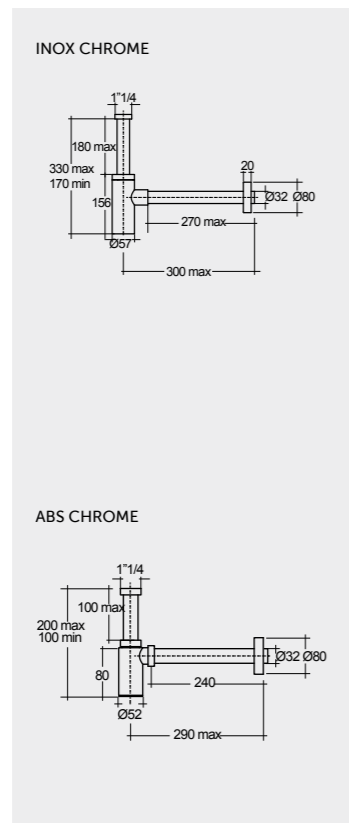 INOX CHROME
1"1/4
180 max
330 max
170 min
156
Ø57
20
Ø32 Ø80
270 max
300 max
ABS CHROME
1"1/4
100 max
200 max
100 min
80
Ø52
Ø32 Ø80
240
290 max